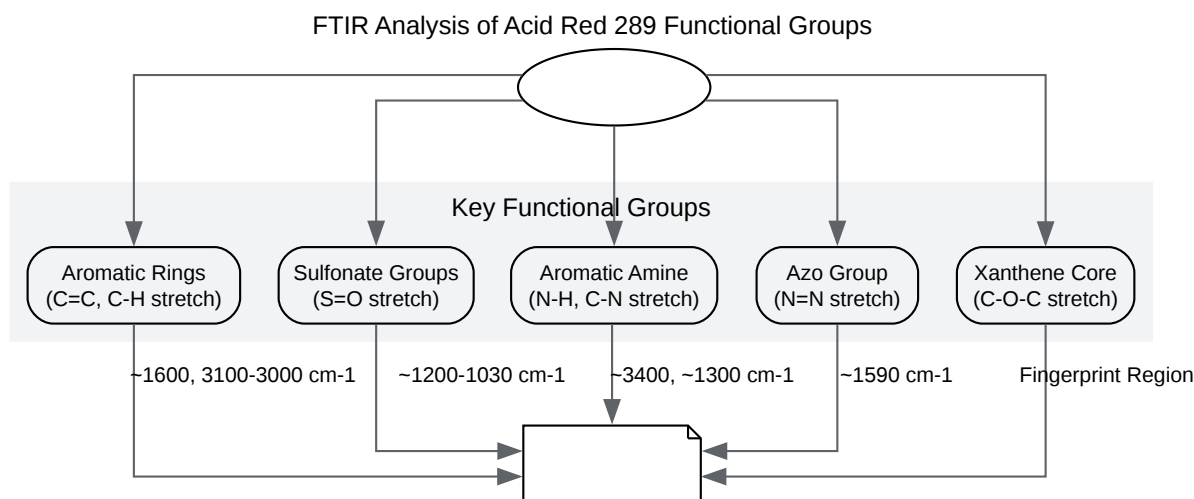 FTIR Analysis of Acid Red 289 Functional Groups
Key Functional Groups
Aromatic Rings
(C=C, C-H stretch)
Sulfonate Groups
(S=O stretch)
Aromatic Amine
(N-H, C-N stretch)
Azo Group
(N=N stretch)
Xanthene Core
(C-O-C stretch)
~1600, 3100-3000 cm-1
~1200-1030 cm-1
~3400, ~1300 cm-1
~1590 cm-1
Fingerprint Region